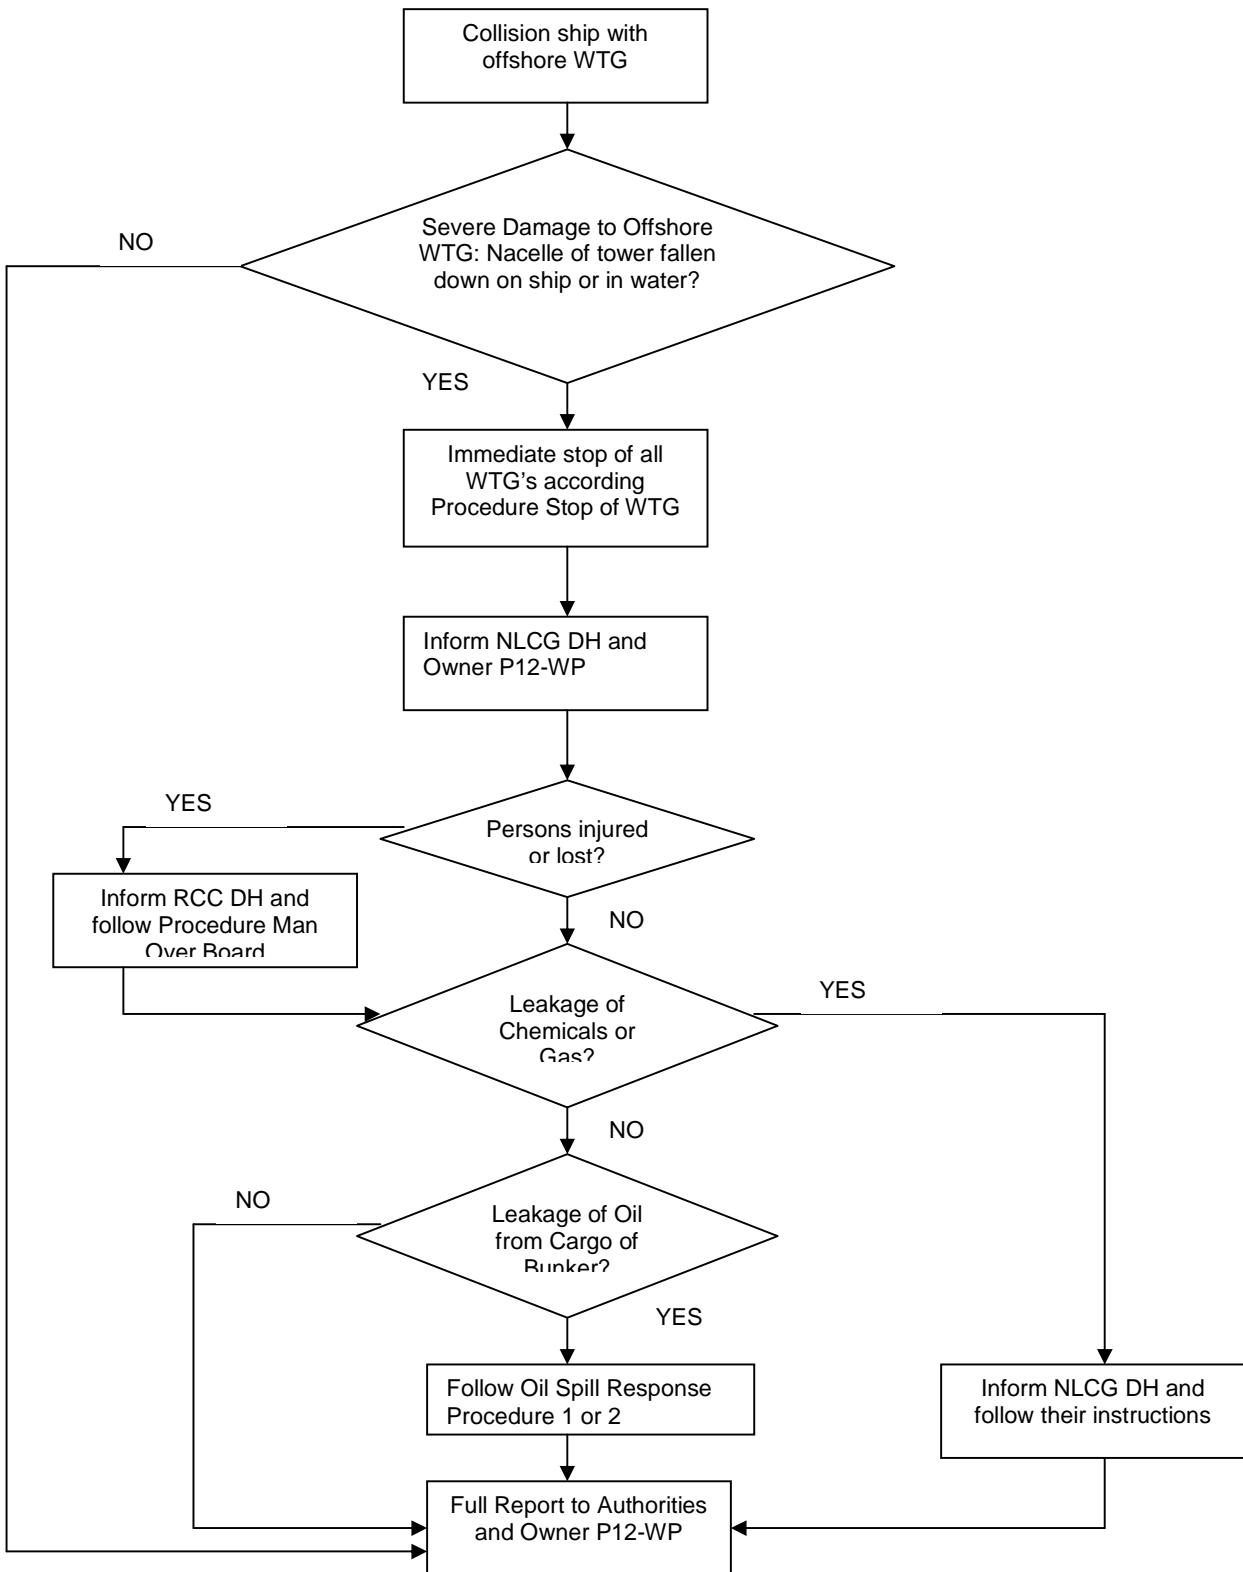 Collision ship with
offshore WTG
NO
Severe Damage to Offshore
WTG: Nacelle of tower fallen
down on ship or in water?
YES
Immediate stop of all
WTG's according
Procedure Stop of WTG
Inform NLCG DH and
Owner P12-WP
YES
Persons injured
or lost?
Inform RCC DH and
follow Procedure Man
Over Board
NO
YES
Leakage of
Chemicals or
Gas?
NO
NO
Leakage of Oil
from Cargo of
Bunker?
YES
Follow Oil Spill Response
Procedure 1 or 2
Inform NLCG DH and
follow their instructions
Full Report to Authorities
and Owner P12-WP